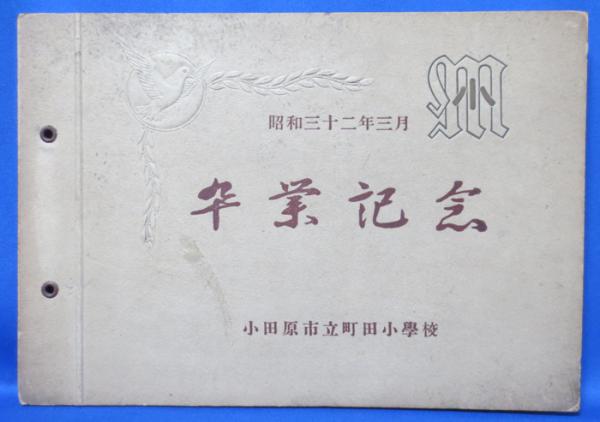 小
昭和三十二年三月
卒業記念
小田原市立町田小學校